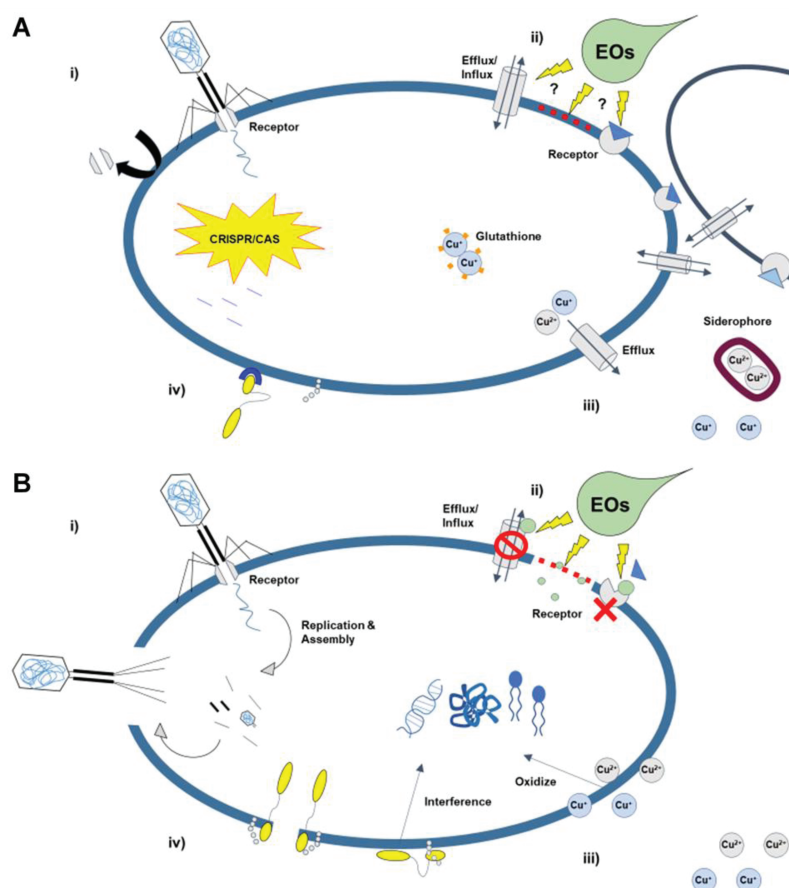 A
i)
ii)
EOs
Efflux/
Influx
?
?
Receptor
Receptor
CRISPR/CAS
Glutathione
Cu⁺
Cu⁺
Cu⁺
Cu²⁺
Efflux
Siderophore
Cu²⁺
Cu²⁺
iv)
iii)
Cu⁺
Cu⁺
B
i)
ii)
EOs
Efflux/
Influx
Receptor
Receptor
Replication &
Assembly
Cu²⁺
Cu²⁺
Oxidize
Cu⁺
Cu⁺
Interference
iv)
iii)
Cu²⁺
Cu²⁺
Cu⁺
Cu⁺